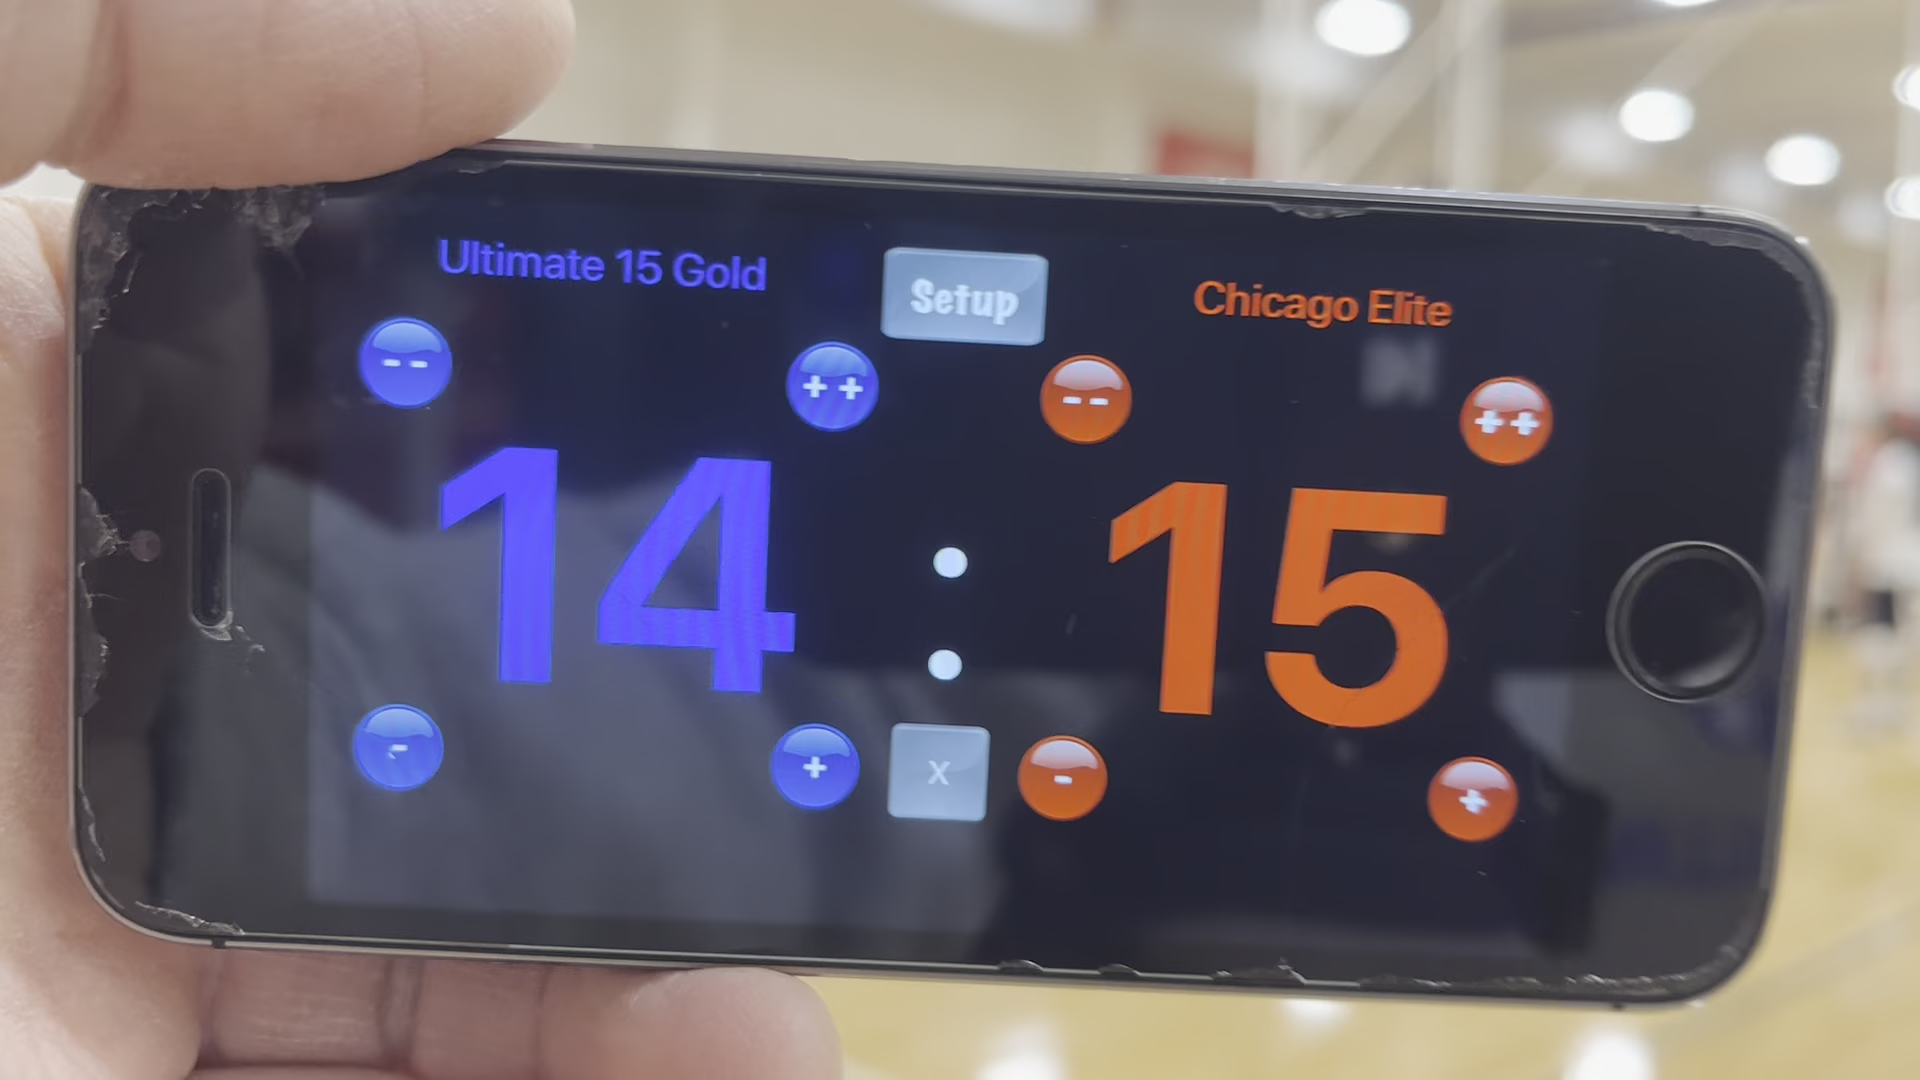 Ultimate 15 Gold
Setup
Chicago Elite
-- ++ -- ++
14 : 15
- + x - +